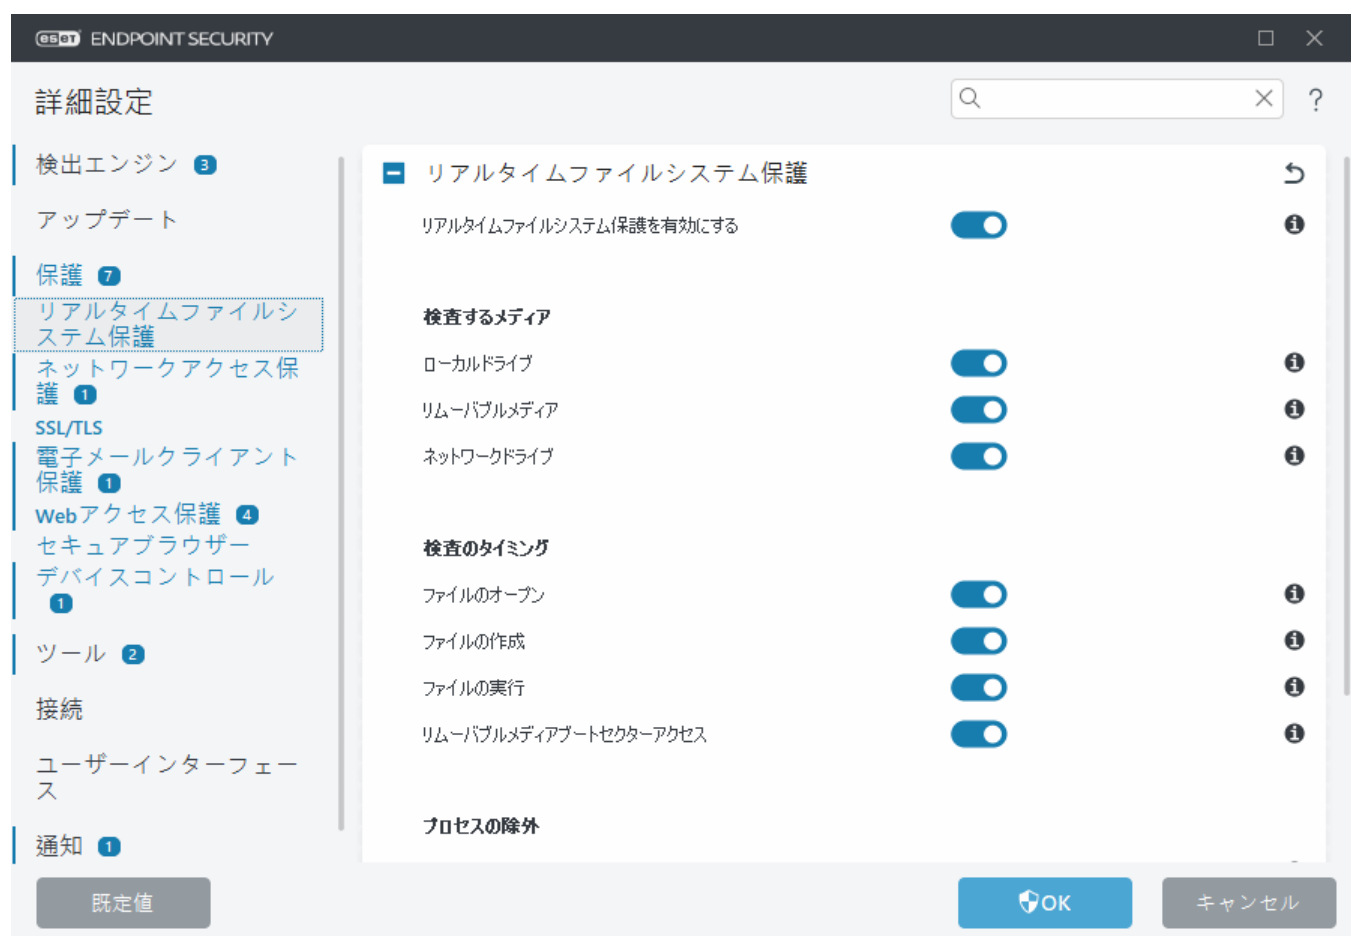 eset ENDPOINT SECURITY
詳細設定
?
検出エンジン 3
アップデート
保護 7
リアルタイムファイルシ
ステム保護
ネットワークアクセス保
護 1
SSL/TLS
電子メールクライアント
保護 1
Webアクセス保護 4
セキュアブラウザー
デバイスコントロール
1
ツール 2
接続
ユーザーインターフェー
ス
通知 1
リアルタイムファイルシステム保護
リアルタイムファイルシステム保護を有効にする
検査するメディア
ローカルドライブ
リムーバブルメディア
ネットワークドライブ
検査のタイミング
ファイルのオープン
ファイルの作成
ファイルの実行
リムーバブルメディアブートセクターアクセス
プロセスの除外
既定値
OK
キャンセル